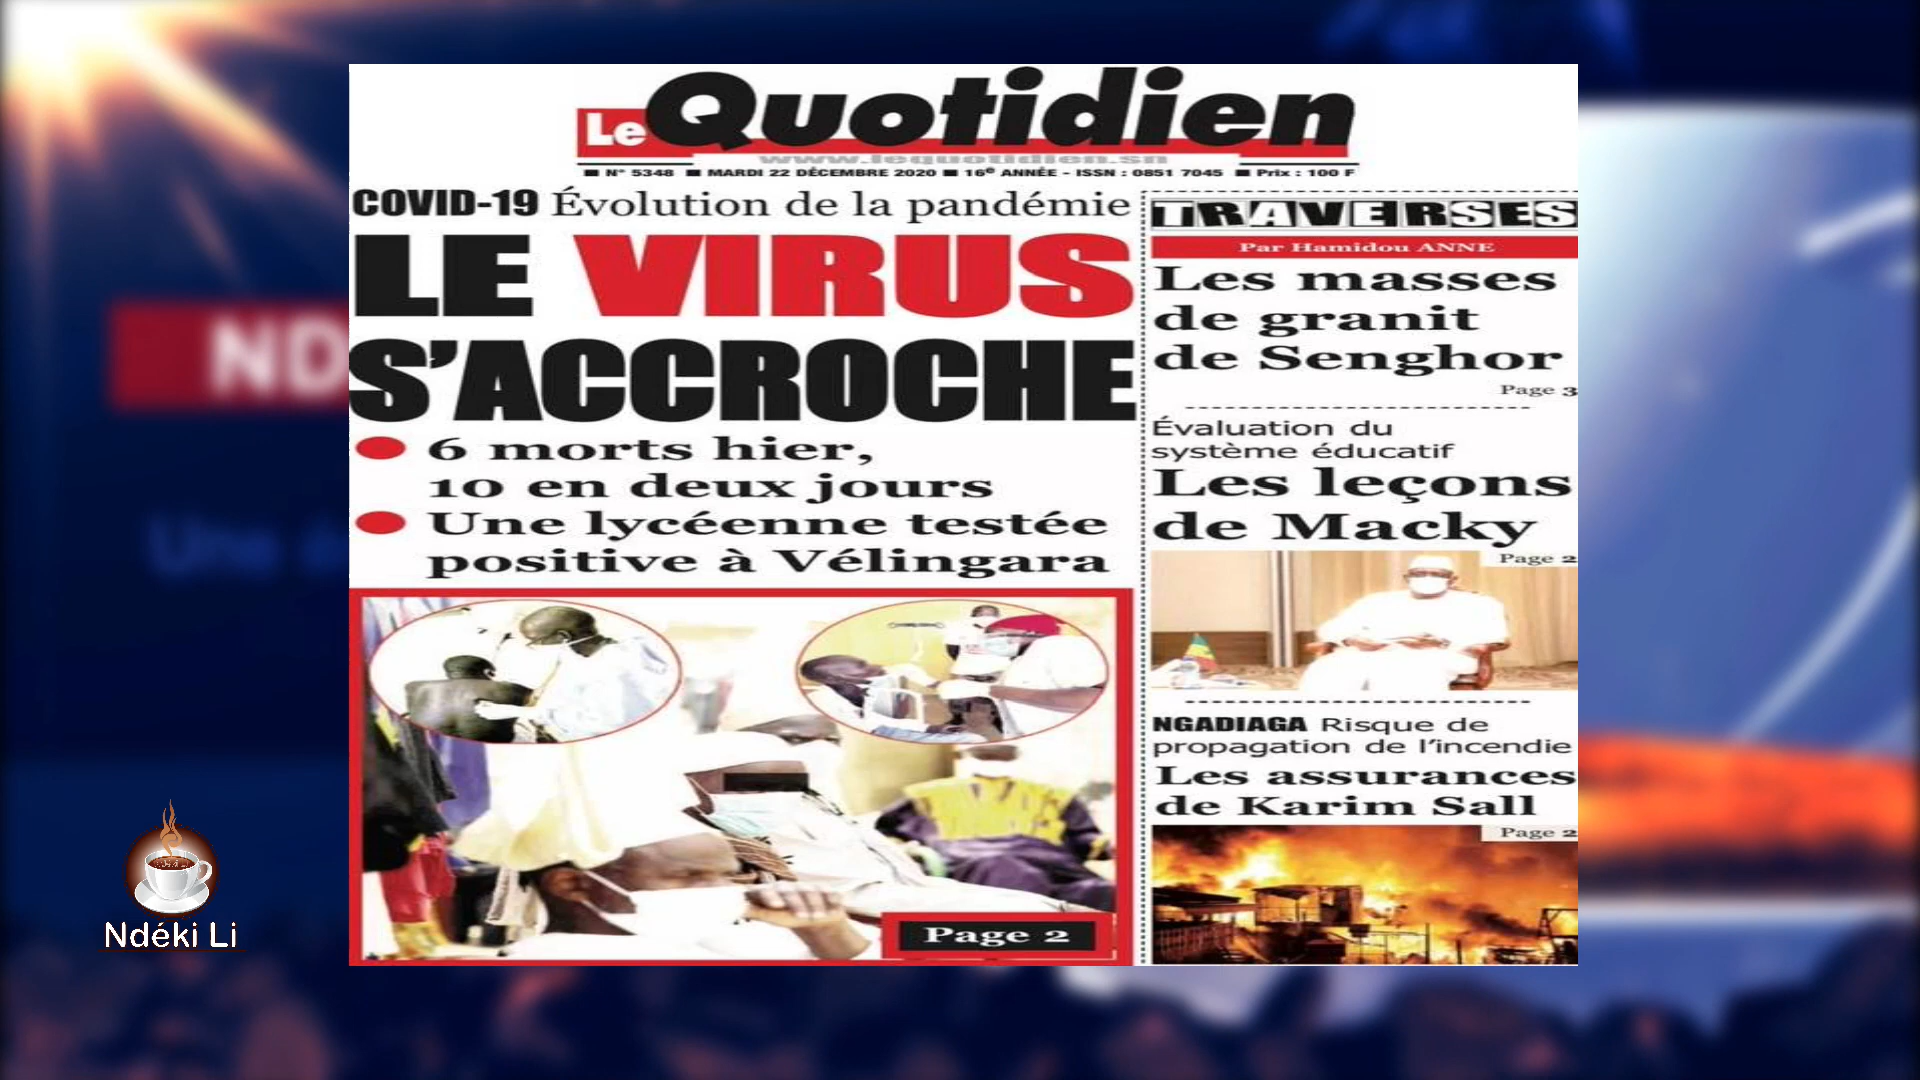 Le Quotidien
www.lequotidien.sn
N° 5348 ■ MARDI 22 DÉCEMBRE 2020 ■ 16e ANNÉE - ISSN : 0851 7045 ■ Prix : 100 F
COVID-19 Évolution de la pandémie
LE VIRUS
S'ACCROCHE
6 morts hier,
10 en deux jours
Une lycéenne testée
positive à Vélingara
Page 2
TRAVERSES
Par Hamidou ANNE
Les masses
de granit
de Senghor
Page 3
Évaluation du
système éducatif
Les leçons
de Macky
Page 2
NGADIAGA Risque de
propagation de l'incendie
Les assurances
de Karim Sall
Page 2
ND
Une
Ndéki Li